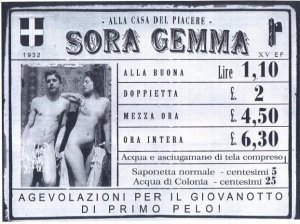 - ALLA CASA DEL PIACERE -
SORA GEMMA
1932
XV EF
ALLA BUONA Lire 1,10
DOPPIETTA £. 2
MEZZA ORA £. 4,50
ORA INTERA £. 6,30
Acqua e asciugamano di tela compreso
Saponetta normale - centesimi 5
Acqua di Colonia - centesimi 25
AGEVOLAZIONI PER IL GIOVANOTTO
DI PRIMO PELO!